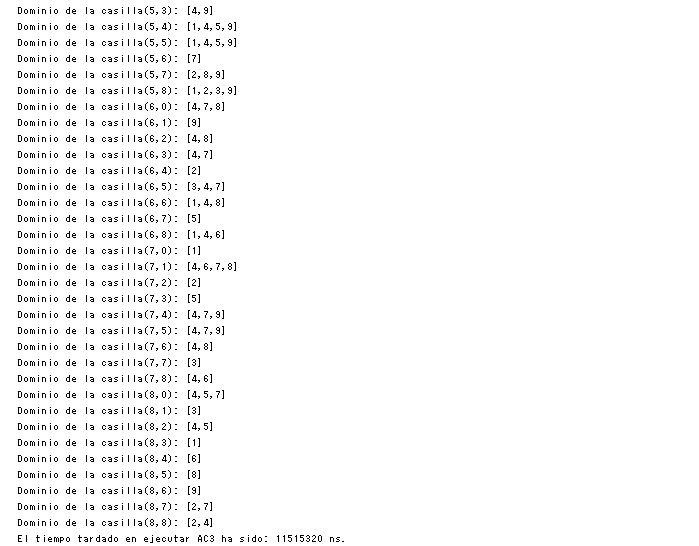 Dominio de la casilla(5,3): [4,9]
Dominio de la casilla(5,4): [1,4,5,9]
Dominio de la casilla(5,5): [1,4,5,9]
Dominio de la casilla(5,6): [7]
Dominio de la casilla(5,7): [2,8,9]
Dominio de la casilla(5,8): [1,2,3,9]
Dominio de la casilla(6,0): [4,7,8]
Dominio de la casilla(6,1): [9]
Dominio de la casilla(6,2): [4,8]
Dominio de la casilla(6,3): [4,7]
Dominio de la casilla(6,4): [2]
Dominio de la casilla(6,5): [3,4,7]
Dominio de la casilla(6,6): [1,4,8]
Dominio de la casilla(6,7): [5]
Dominio de la casilla(6,8): [1,4,6]
Dominio de la casilla(7,0): [1]
Dominio de la casilla(7,1): [4,6,7,8]
Dominio de la casilla(7,2): [2]
Dominio de la casilla(7,3): [5]
Dominio de la casilla(7,4): [4,7,9]
Dominio de la casilla(7,5): [4,7,9]
Dominio de la casilla(7,6): [4,8]
Dominio de la casilla(7,7): [3]
Dominio de la casilla(7,8): [4,6]
Dominio de la casilla(8,0): [4,5,7]
Dominio de la casilla(8,1): [3]
Dominio de la casilla(8,2): [4,5]
Dominio de la casilla(8,3): [1]
Dominio de la casilla(8,4): [6]
Dominio de la casilla(8,5): [8]
Dominio de la casilla(8,6): [9]
Dominio de la casilla(8,7): [2,7]
Dominio de la casilla(8,8): [2,4]
El tiempo tardado en ejecutar AC3 ha sido: 11515320 ns.